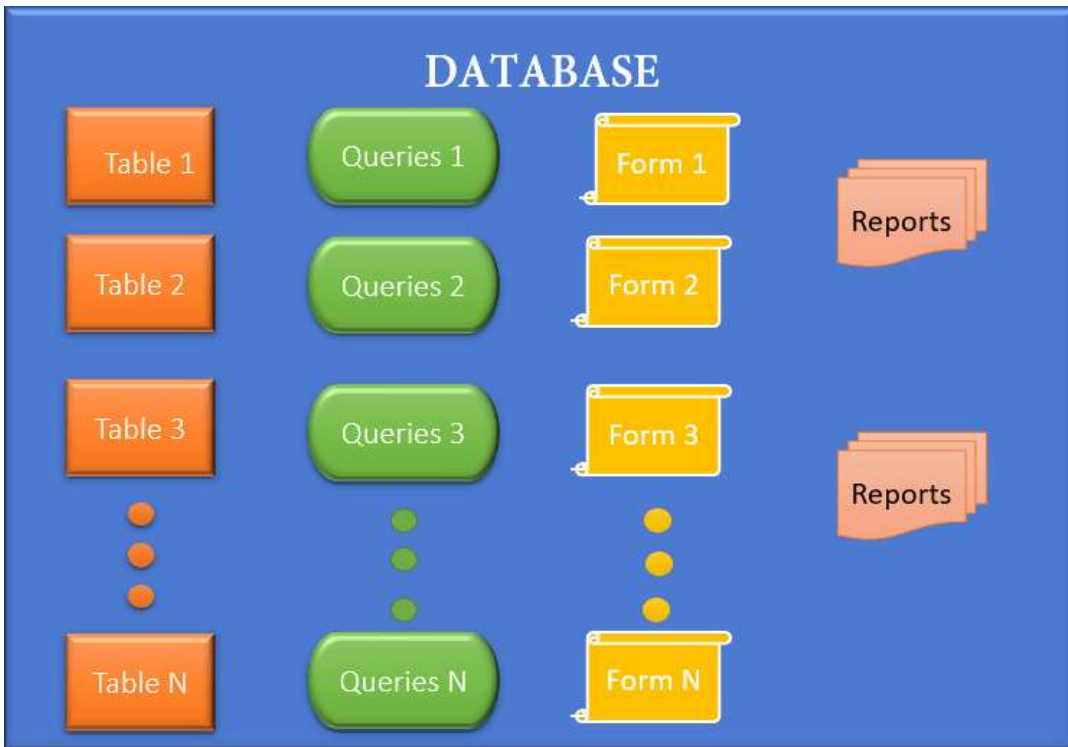 DATABASE
Table 1
Queries 1
Form 1
Reports
Table 2
Queries 2
Form 2
Table 3
Queries 3
Form 3
Reports
Table N
Queries N
Form N